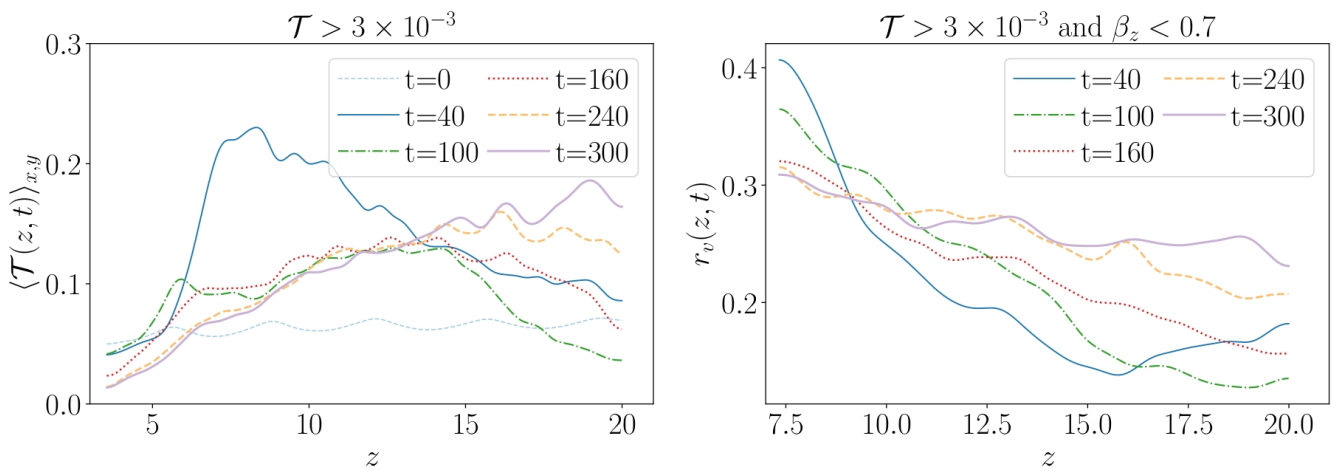 𝒯 > 3 × 10⁻³
𝒯 > 3 × 10⁻³ and β_z < 0.7
⟨𝒯(z, t)⟩_{x,y}
0.3
0.2
0.1
0.0
t=0
t=40
t=100
t=160
t=240
t=300
5
10
15
20
z
r_v(z, t)
0.4
0.3
0.2
t=40
t=100
t=160
t=240
t=300
7.5
10.0
12.5
15.0
17.5
20.0
z